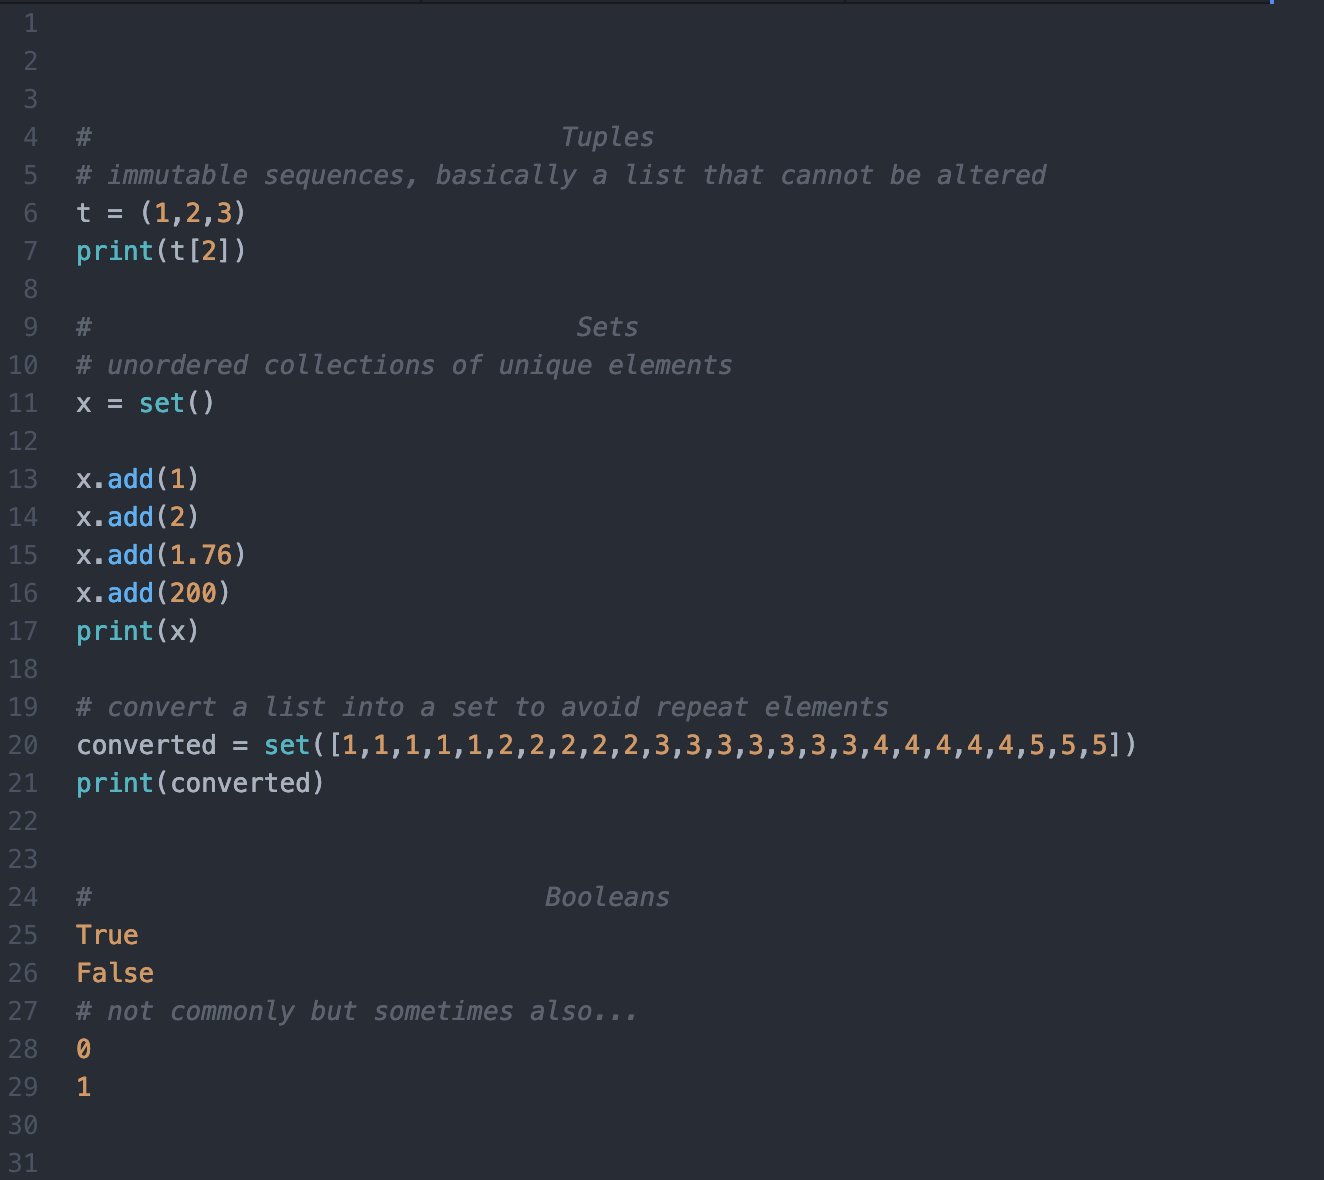 1
2
3
4 # Tuples
5 # immutable sequences, basically a list that cannot be altered
6 t = (1,2,3)
7 print(t[2])
8
9 # Sets
10 # unordered collections of unique elements
11 x = set()
12
13 x.add(1)
14 x.add(2)
15 x.add(1.76)
16 x.add(200)
17 print(x)
18
19 # convert a list into a set to avoid repeat elements
20 converted = set([1,1,1,1,1,2,2,2,2,2,3,3,3,3,3,3,3,4,4,4,4,4,5,5,5])
21 print(converted)
22
23
24 # Booleans
25 True
26 False
27 # not commonly but sometimes also...
28 0
29 1
30
31